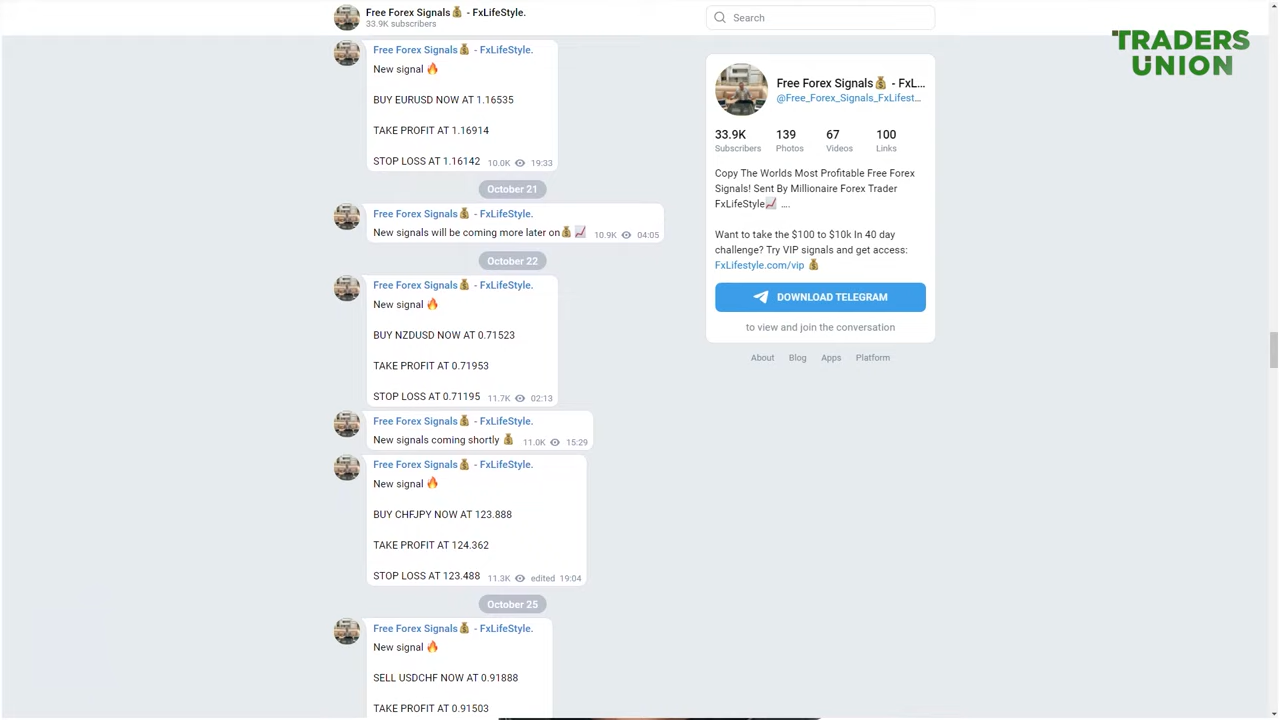 Free Forex Signals💰 - FxLifeStyle.
33.9K subscribers
Search
TRADERS
UNION
Free Forex Signals💰 - FxLifeStyle.
New signal 🔥
BUY EURUSD NOW AT 1.16535
TAKE PROFIT AT 1.16914
STOP LOSS AT 1.16142 10.0K 19:33
October 21
Free Forex Signals💰 - FxLifeStyle.
New signals will be coming more later on💰 📈 10.9K 04:05
October 22
Free Forex Signals💰 - FxLifeStyle.
New signal 🔥
BUY NZDUSD NOW AT 0.71523
TAKE PROFIT AT 0.71953
STOP LOSS AT 0.71195 11.7K 02:13
Free Forex Signals💰 - FxLifeStyle.
New signals coming shortly 💰 11.0K 15:29
Free Forex Signals💰 - FxLifeStyle.
New signal 🔥
BUY CHFJPY NOW AT 123.888
TAKE PROFIT AT 124.362
STOP LOSS AT 123.488 11.3K edited 19:04
October 25
Free Forex Signals💰 - FxLifeStyle.
New signal 🔥
SELL USDCHF NOW AT 0.91888
TAKE PROFIT AT 0.91503
Free Forex Signals💰 - FxL...
@Free_Forex_Signals_FxLifest...
33.9K 139 67 100
Subscribers Photos Videos Links
Copy The Worlds Most Profitable Free Forex
Signals! Sent By Millionaire Forex Trader
FxLifeStyle📈 ....
Want to take the $100 to $10k In 40 day
challenge? Try VIP signals and get access:
FxLifestyle.com/vip 💰
DOWNLOAD TELEGRAM
to view and join the conversation
About Blog Apps Platform